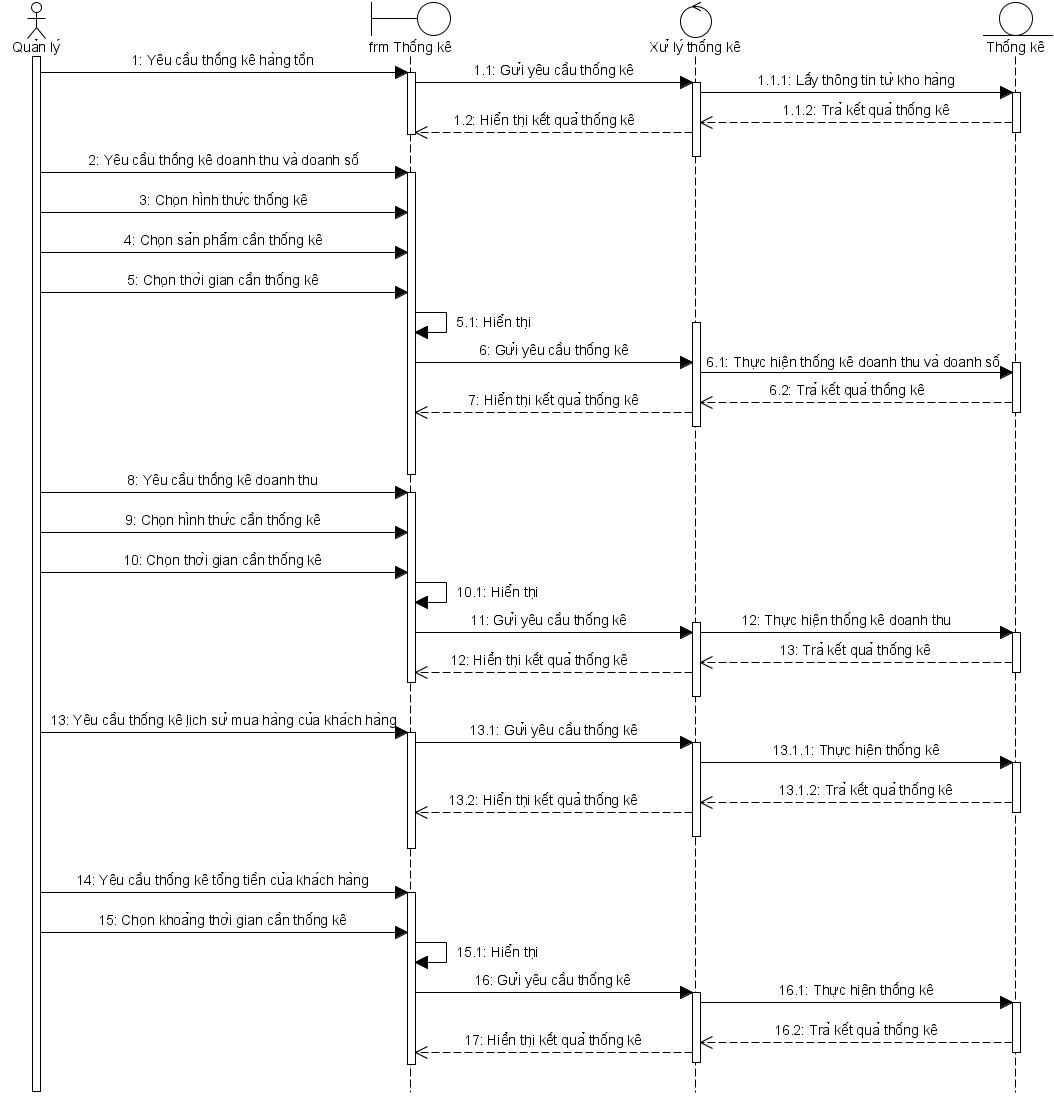 Quản lý
frm Thống kê
Xử lý thống kê
Thống kê
1: Yêu cầu thống kê hàng tồn
1.1: Gửi yêu cầu thống kê
1.1.1: Lấy thông tin từ kho hàng
1.1.2: Trả kết quả thống kê
1.2: Hiển thị kết quả thống kê
2: Yêu cầu thống kê doanh thu và doanh số
3: Chọn hình thức thống kê
4: Chọn sản phẩm cần thống kê
5: Chọn thời gian cần thống kê
5.1: Hiển thị
6: Gửi yêu cầu thống kê
6.1: Thực hiện thống kê doanh thu và doanh số
6.2: Trả kết quả thống kê
7: Hiển thị kết quả thống kê
8: Yêu cầu thống kê doanh thu
9: Chọn hình thức cần thống kê
10: Chọn thời gian cần thống kê
10.1: Hiển thị
11: Gửi yêu cầu thống kê
12: Thực hiện thống kê doanh thu
13: Trả kết quả thống kê
12: Hiển thị kết quả thống kê
13: Yêu cầu thống kê lịch sử mua hàng của khách hàng
13.1: Gửi yêu cầu thống kê
13.1.1: Thực hiện thống kê
13.1.2: Trả kết quả thống kê
13.2: Hiển thị kết quả thống kê
14: Yêu cầu thống kê tổng tiền của khách hàng
15: Chọn khoảng thời gian cần thống kê
15.1: Hiển thị
16: Gửi yêu cầu thống kê
16.1: Thực hiện thống kê
16.2: Trả kết quả thống kê
17: Hiển thị kết quả thống kê